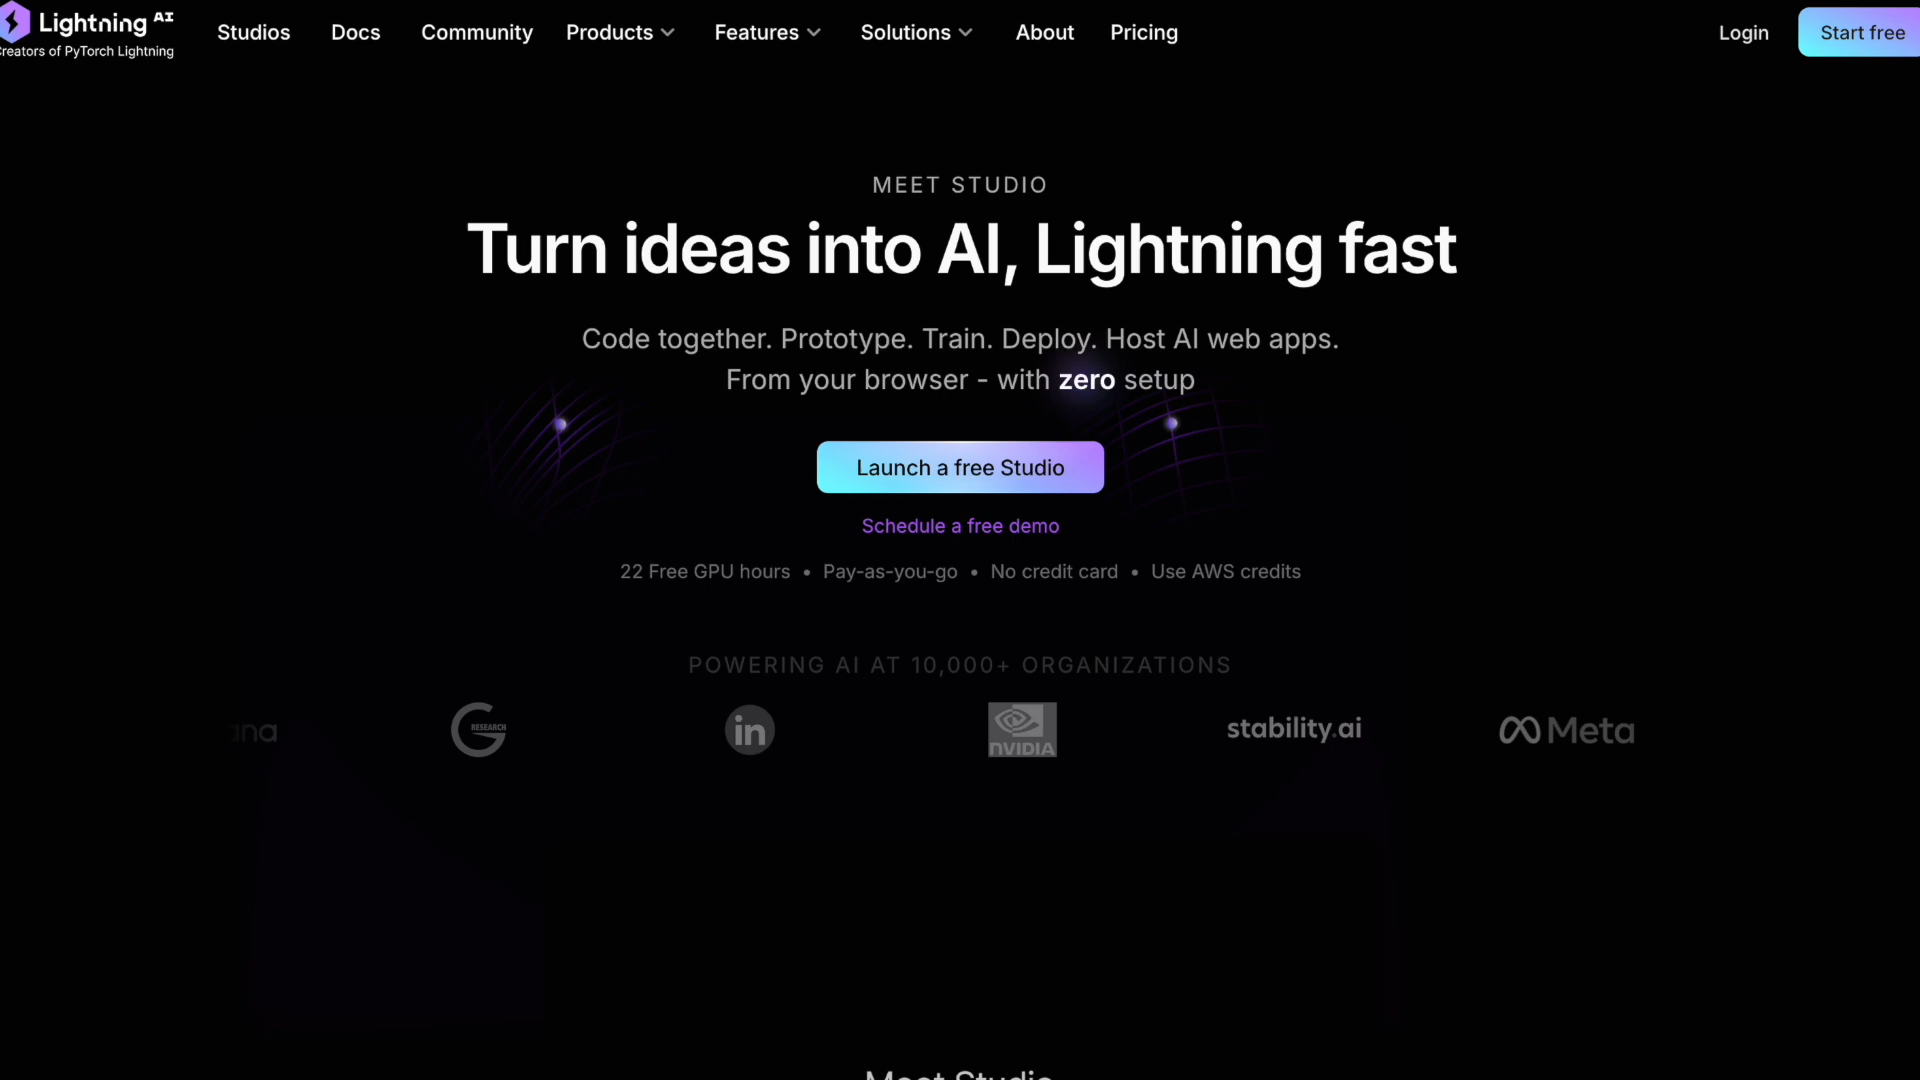 Lightning AI
Creators of PyTorch Lightning
Studios
Docs
Community
Products
Features
Solutions
About
Pricing
Login
Start free
MEET STUDIO
Turn ideas into AI, Lightning fast
Code together. Prototype. Train. Deploy. Host AI web apps.
From your browser - with zero setup
Launch a free Studio
Schedule a free demo
22 Free GPU hours • Pay-as-you-go • No credit card • Use AWS credits
POWERING AI AT 10,000+ ORGANIZATIONS
G RESEARCH
in
NVIDIA
stability.ai
Meta
Meet Studio